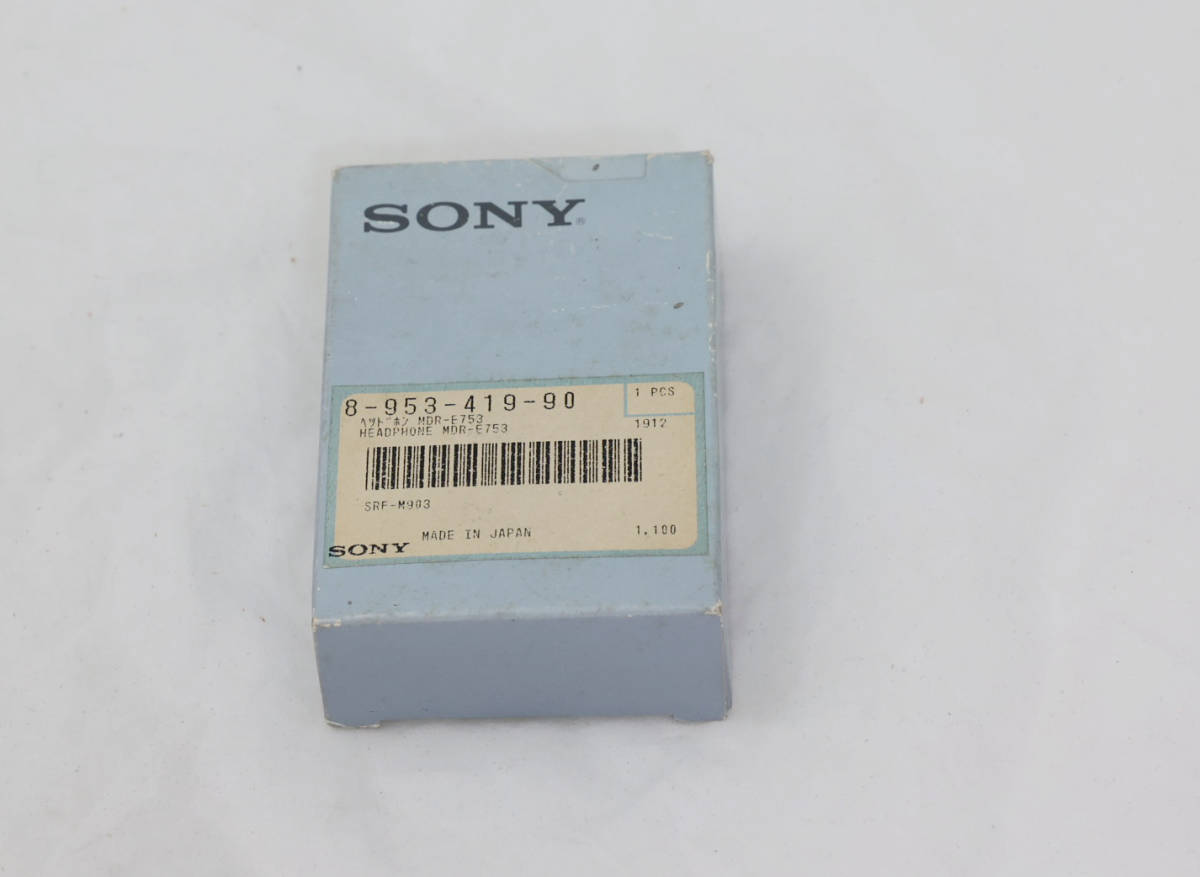 SONY®
8-953-419-90
1 PCS
ヘッドホン MDR-E753
HEADPHONE MDR-E753
1912
SRF-M903
MADE IN JAPAN
1,100
SONY